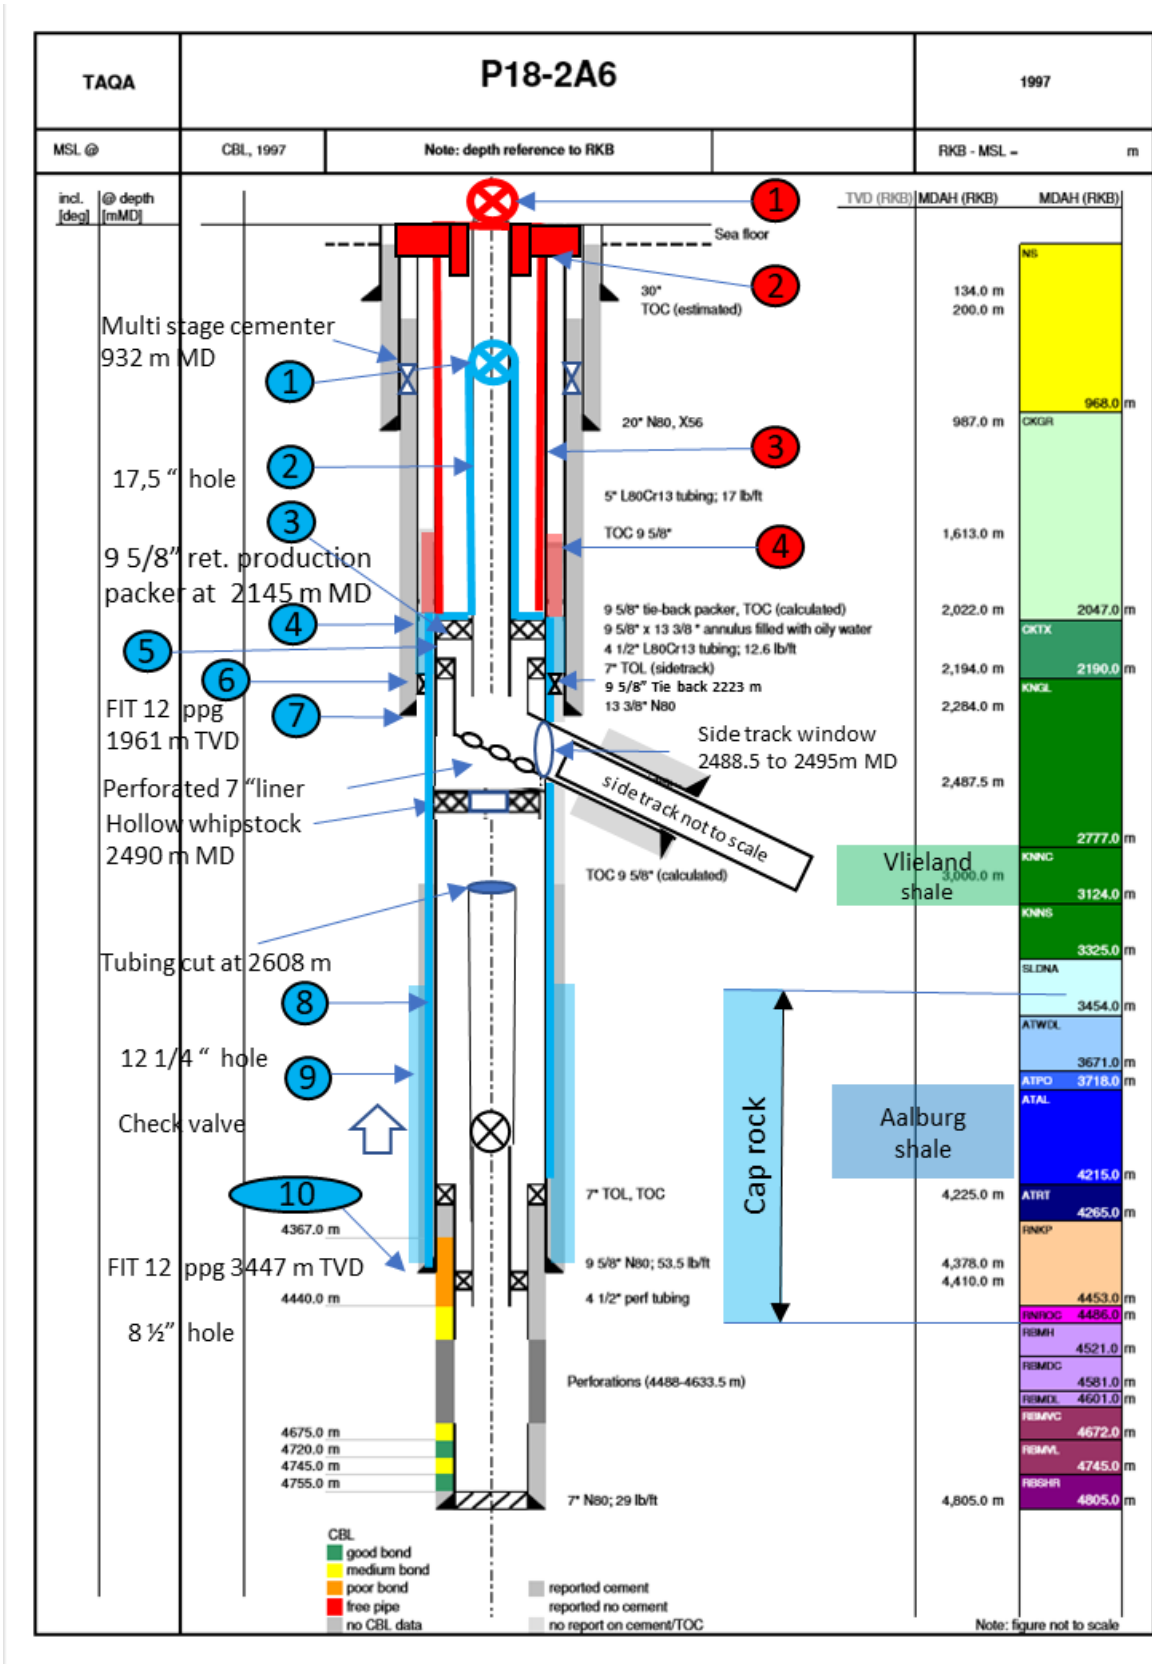 TAQA
P18-2A6
1997
MSL @
CBL, 1997
Note: depth reference to RKB
RKB - MSL =
m
incl. [deg]
@ depth [mMD]
TVD (RKB)
MDAH (RKB)
MDAH (RKB)
1
Sea floor
NS
2
30"
134.0 m
TOC (estimated)
200.0 m
Multi stage cementer
932 m MD
1
968.0 m
20" N80, X56
987.0 m
CKGR
3
2
17,5 " hole
5" L80Cr13 tubing; 17 lb/ft
3
TOC 9 5/8"
1,613.0 m
4
9 5/8" ret. production
packer at 2145 m MD
9 5/8" tie-back packer, TOC (calculated)
2,022.0 m
2047.0 m
4
9 5/8" x 13 3/8 " annulus filled with oily water
CKTX
5
4 1/2" L80Cr13 tubing; 12.6 lb/ft
7" TOL (sidetrack)
2,194.0 m
2190.0 m
6
9 5/8" Tie back 2223 m
KNGL
FIT 12 ppg
1961 m TVD
7
13 3/8" N80
2,284.0 m
Side track window
2488.5 to 2495m MD
Perforated 7 "liner
2,487.5 m
side track not to scale
Hollow whipstock
2490 m MD
2777.0 m
KNNC
TOC 9 5/8" (calculated)
Vlieland
shale
3,000.0 m
3124.0 m
KNNS
Tubing cut at 2608 m
3325.0 m
SLDNA
8
3454.0 m
ATWDL
12 1/4 " hole
9
3671.0 m
ATPO 3718.0 m
ATAL
Check valve
Cap rock
Aalburg
shale
4215.0 m
10
7" TOL, TOC
4,225.0 m
ATRT
4265.0 m
4367.0 m
RNKP
FIT 12 ppg 3447 m TVD
9 5/8" N80; 53.5 lb/ft
4,378.0 m
4,410.0 m
4440.0 m
4 1/2" perf tubing
4453.0 m
RNROC 4486.0 m
8 ½" hole
RBMH
4521.0 m
RBMDC
Perforations (4488-4633.5 m)
4581.0 m
RBMDL 4601.0 m
RBMVC
4675.0 m
4672.0 m
4720.0 m
RBMVL
4745.0 m
4745.0 m
4755.0 m
RBSHR
7" N80; 29 lb/ft
4,805.0 m
4805.0 m
CBL
good bond
medium bond
poor bond
reported cement
free pipe
reported no cement
no CBL data
no report on cement/TOC
Note: figure not to scale